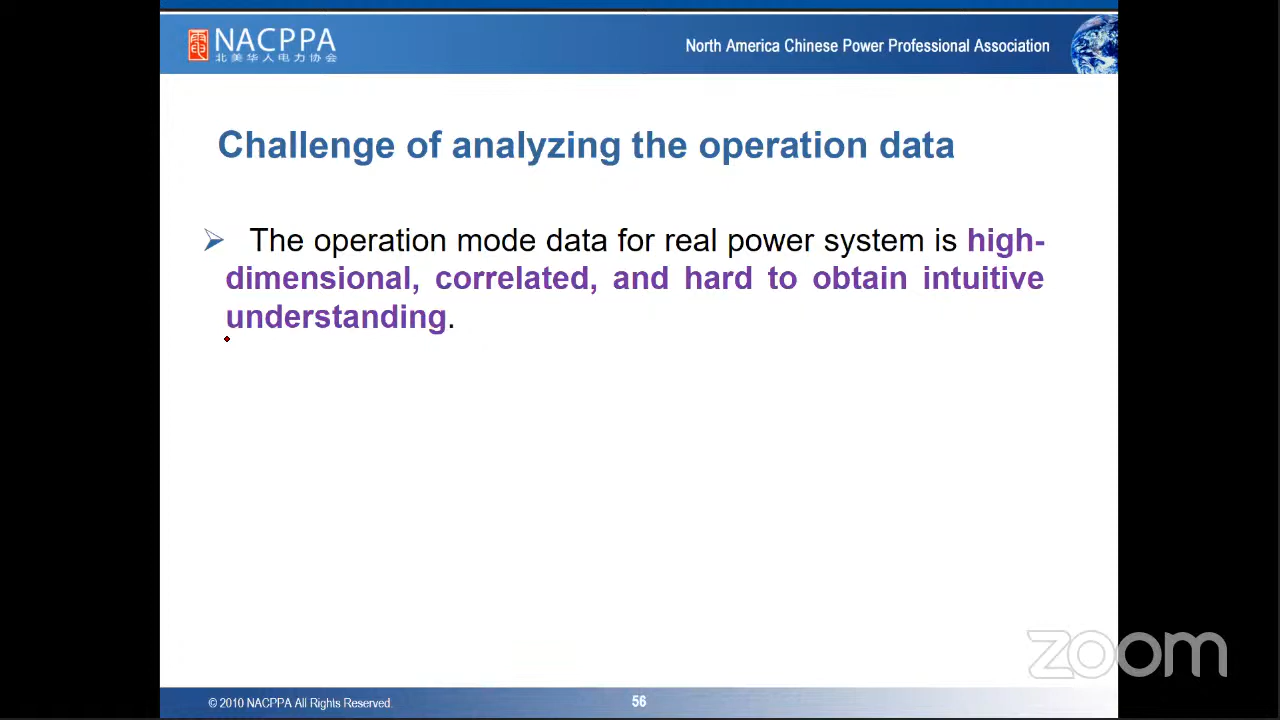 電
NACPPA
北美华人电力协会
North America Chinese Power Professional Association
Challenge of analyzing the operation data
The operation mode data for real power system is high-
dimensional, correlated, and hard to obtain intuitive
understanding.
zoom
© 2010 NACPPA All Rights Reserved.
56